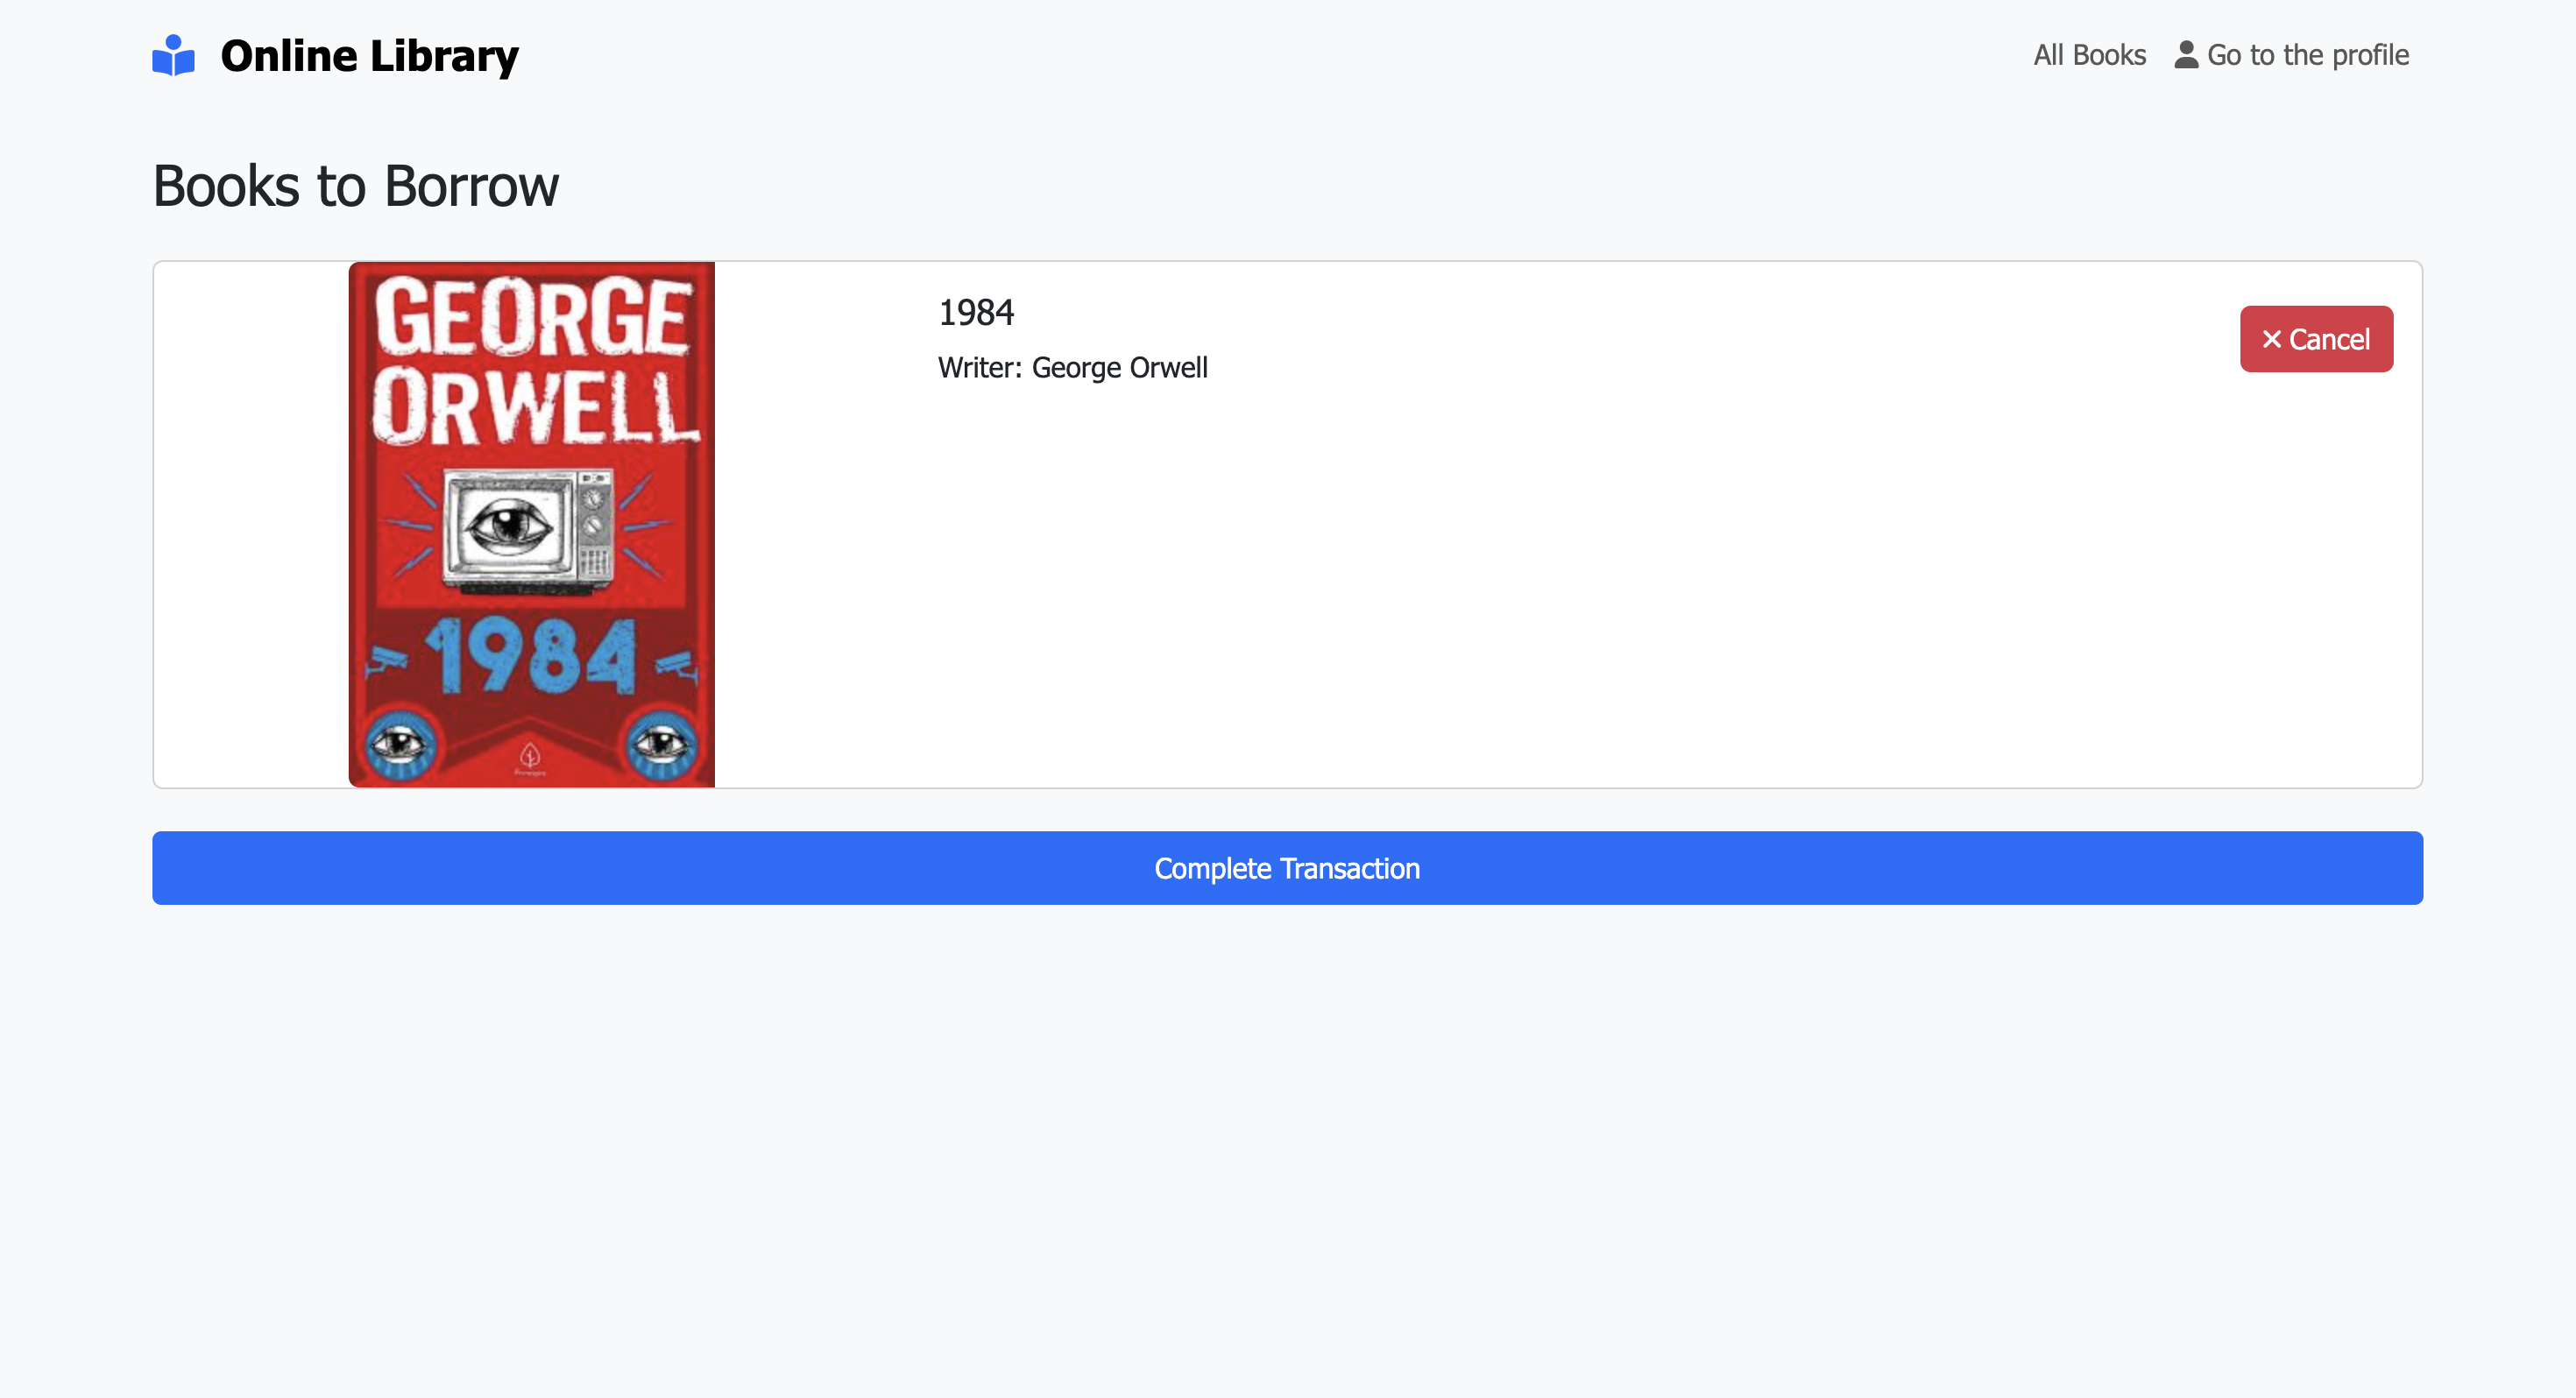 Online Library
All Books
Go to the profile
Books to Borrow
GEORGE
ORWELL
1984
1984
Writer: George Orwell
Cancel
Complete Transaction